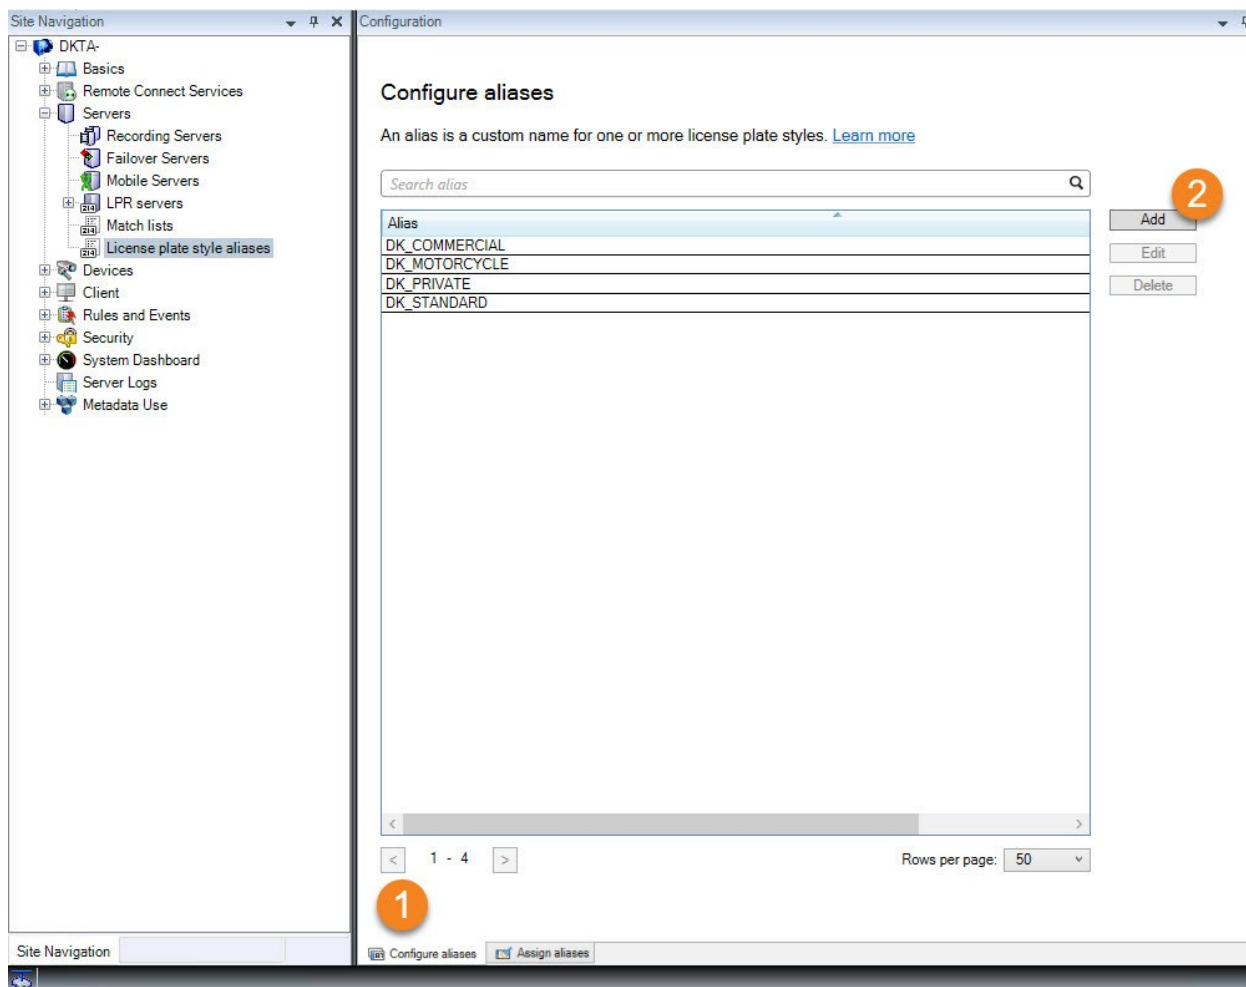 Site Navigation
DKTA-
Basics
Remote Connect Services
Servers
Recording Servers
Failover Servers
Mobile Servers
LPR servers
Match lists
License plate style aliases
Devices
Client
Rules and Events
Security
System Dashboard
Server Logs
Metadata Use
Site Navigation
Configuration
Configure aliases
An alias is a custom name for one or more license plate styles. Learn more
Search alias
Alias
DK_COMMERCIAL
DK_MOTORCYCLE
DK_PRIVATE
DK_STANDARD
2
Add
Edit
Delete
< 1 - 4 >
Rows per page: 50
1
Configure aliases
Assign aliases